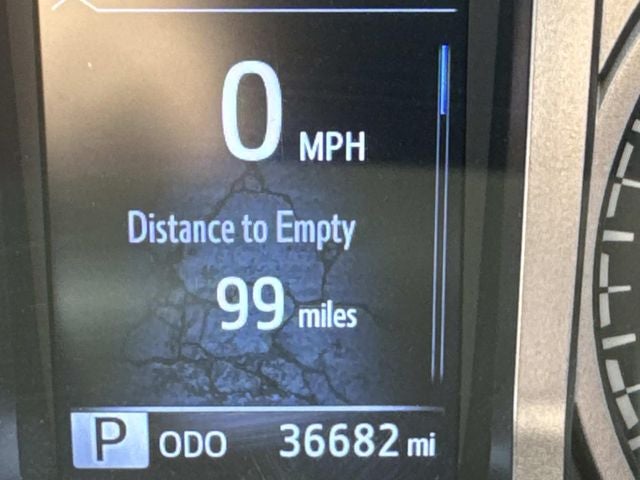 0 MPH
Distance to Empty
99 miles
P ODO 36682 mi